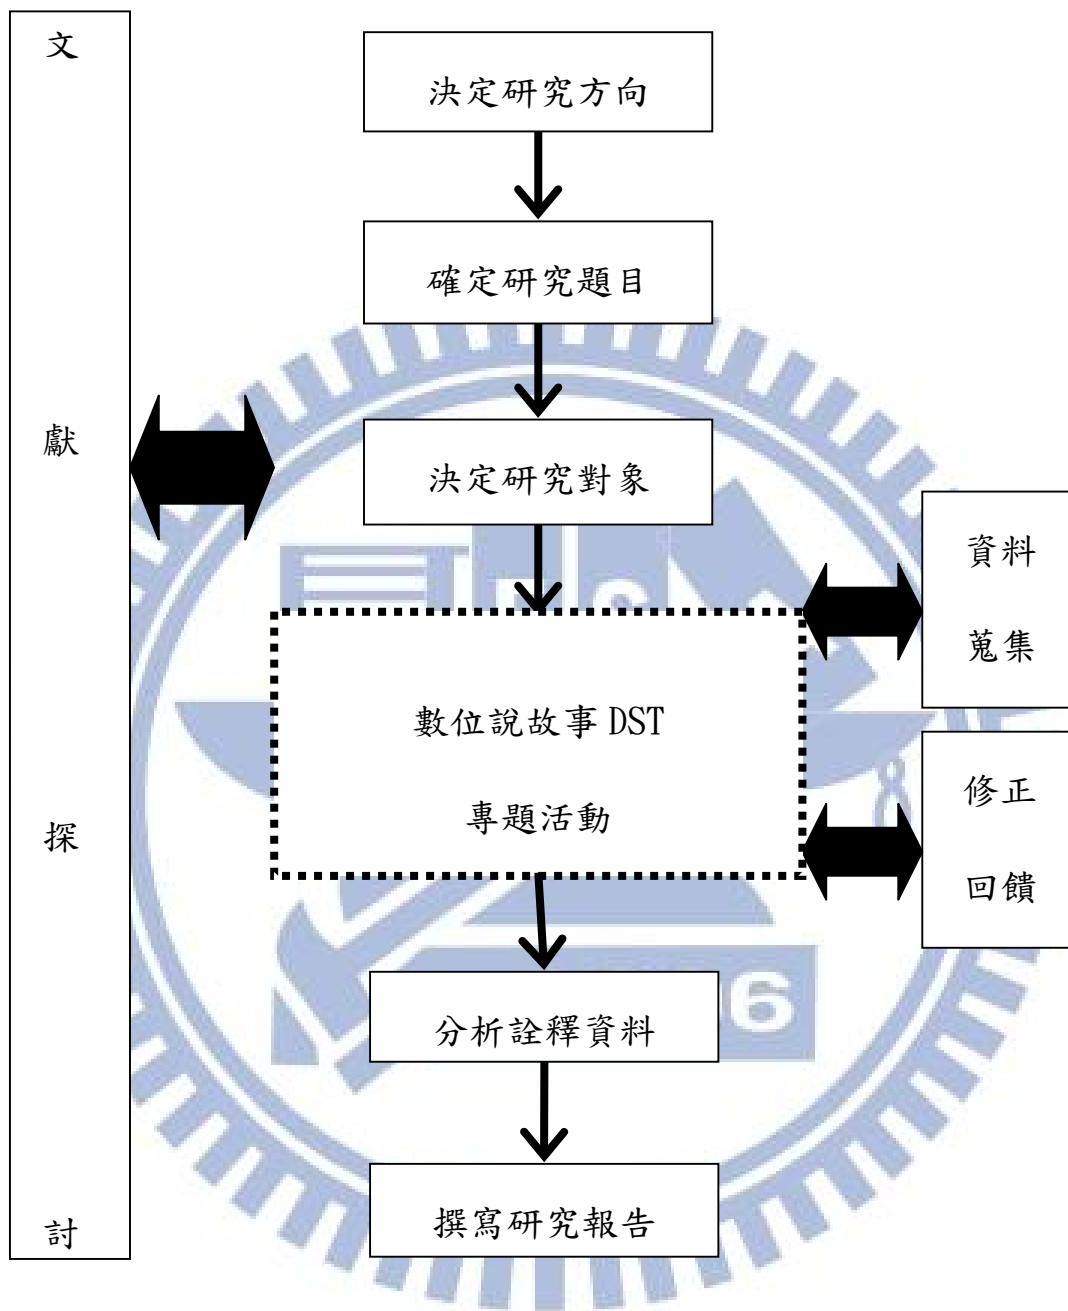 文
獻
探
討
決定研究方向
確定研究題目
決定研究對象
數位說故事 DST
專題活動
資料
蒐集
修正
回饋
分析詮釋資料
撰寫研究報告